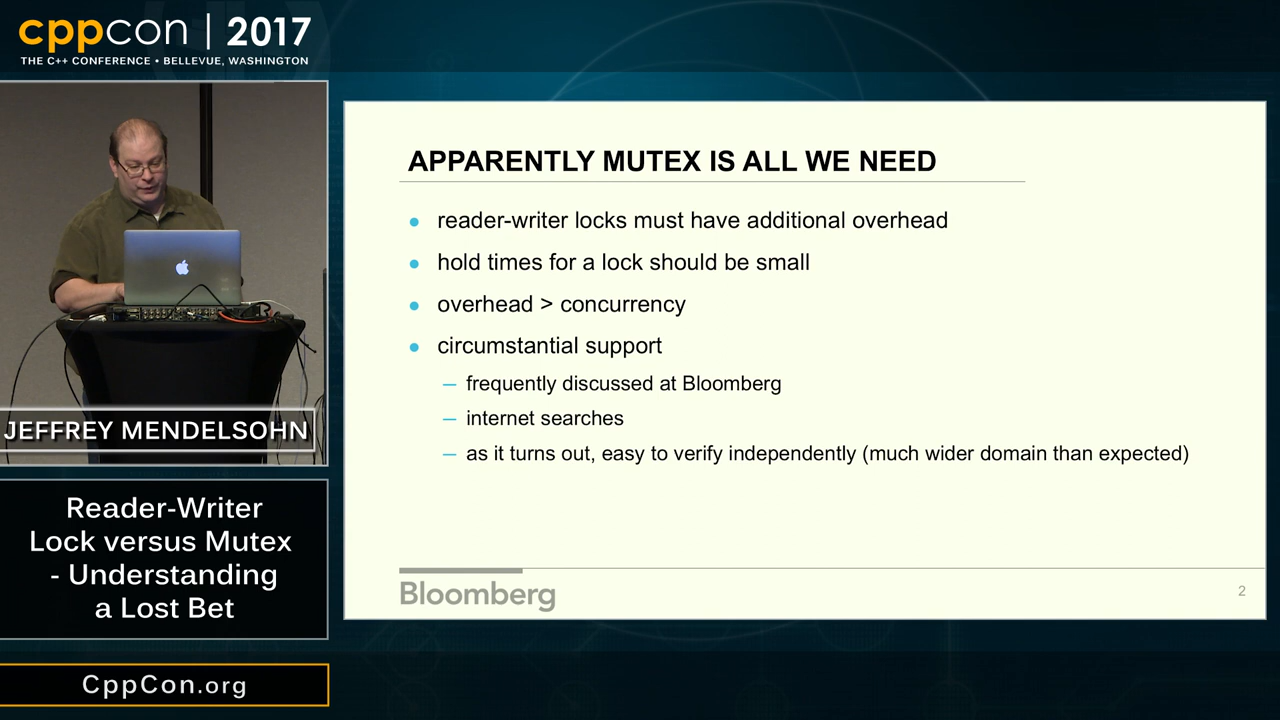 cppcon | 2017
THE C++ CONFERENCE • BELLEVUE, WASHINGTON
JEFFREY MENDELSOHN
Reader-Writer
Lock versus Mutex
- Understanding
a Lost Bet
CppCon.org
APPARENTLY MUTEX IS ALL WE NEED
● reader-writer locks must have additional overhead
● hold times for a lock should be small
● overhead > concurrency
● circumstantial support
– frequently discussed at Bloomberg
– internet searches
– as it turns out, easy to verify independently (much wider domain than expected)
Bloomberg
2